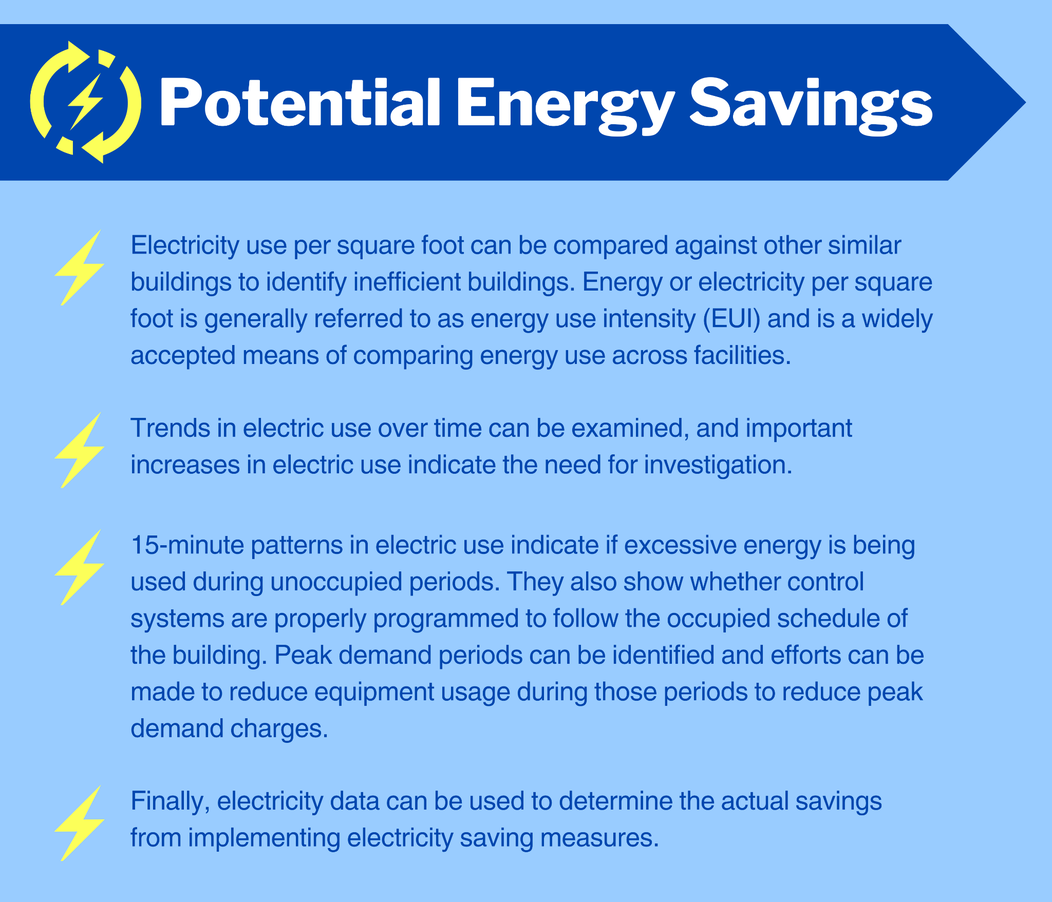 Potential Energy Savings
Electricity use per square foot can be compared against other similar
buildings to identify inefficient buildings. Energy or electricity per square
foot is generally referred to as energy use intensity (EUI) and is a widely
accepted means of comparing energy use across facilities.
Trends in electric use over time can be examined, and important
increases in electric use indicate the need for investigation.
15-minute patterns in electric use indicate if excessive energy is being
used during unoccupied periods. They also show whether control
systems are properly programmed to follow the occupied schedule of
the building. Peak demand periods can be identified and efforts can be
made to reduce equipment usage during those periods to reduce peak
demand charges.
Finally, electricity data can be used to determine the actual savings
from implementing electricity saving measures.